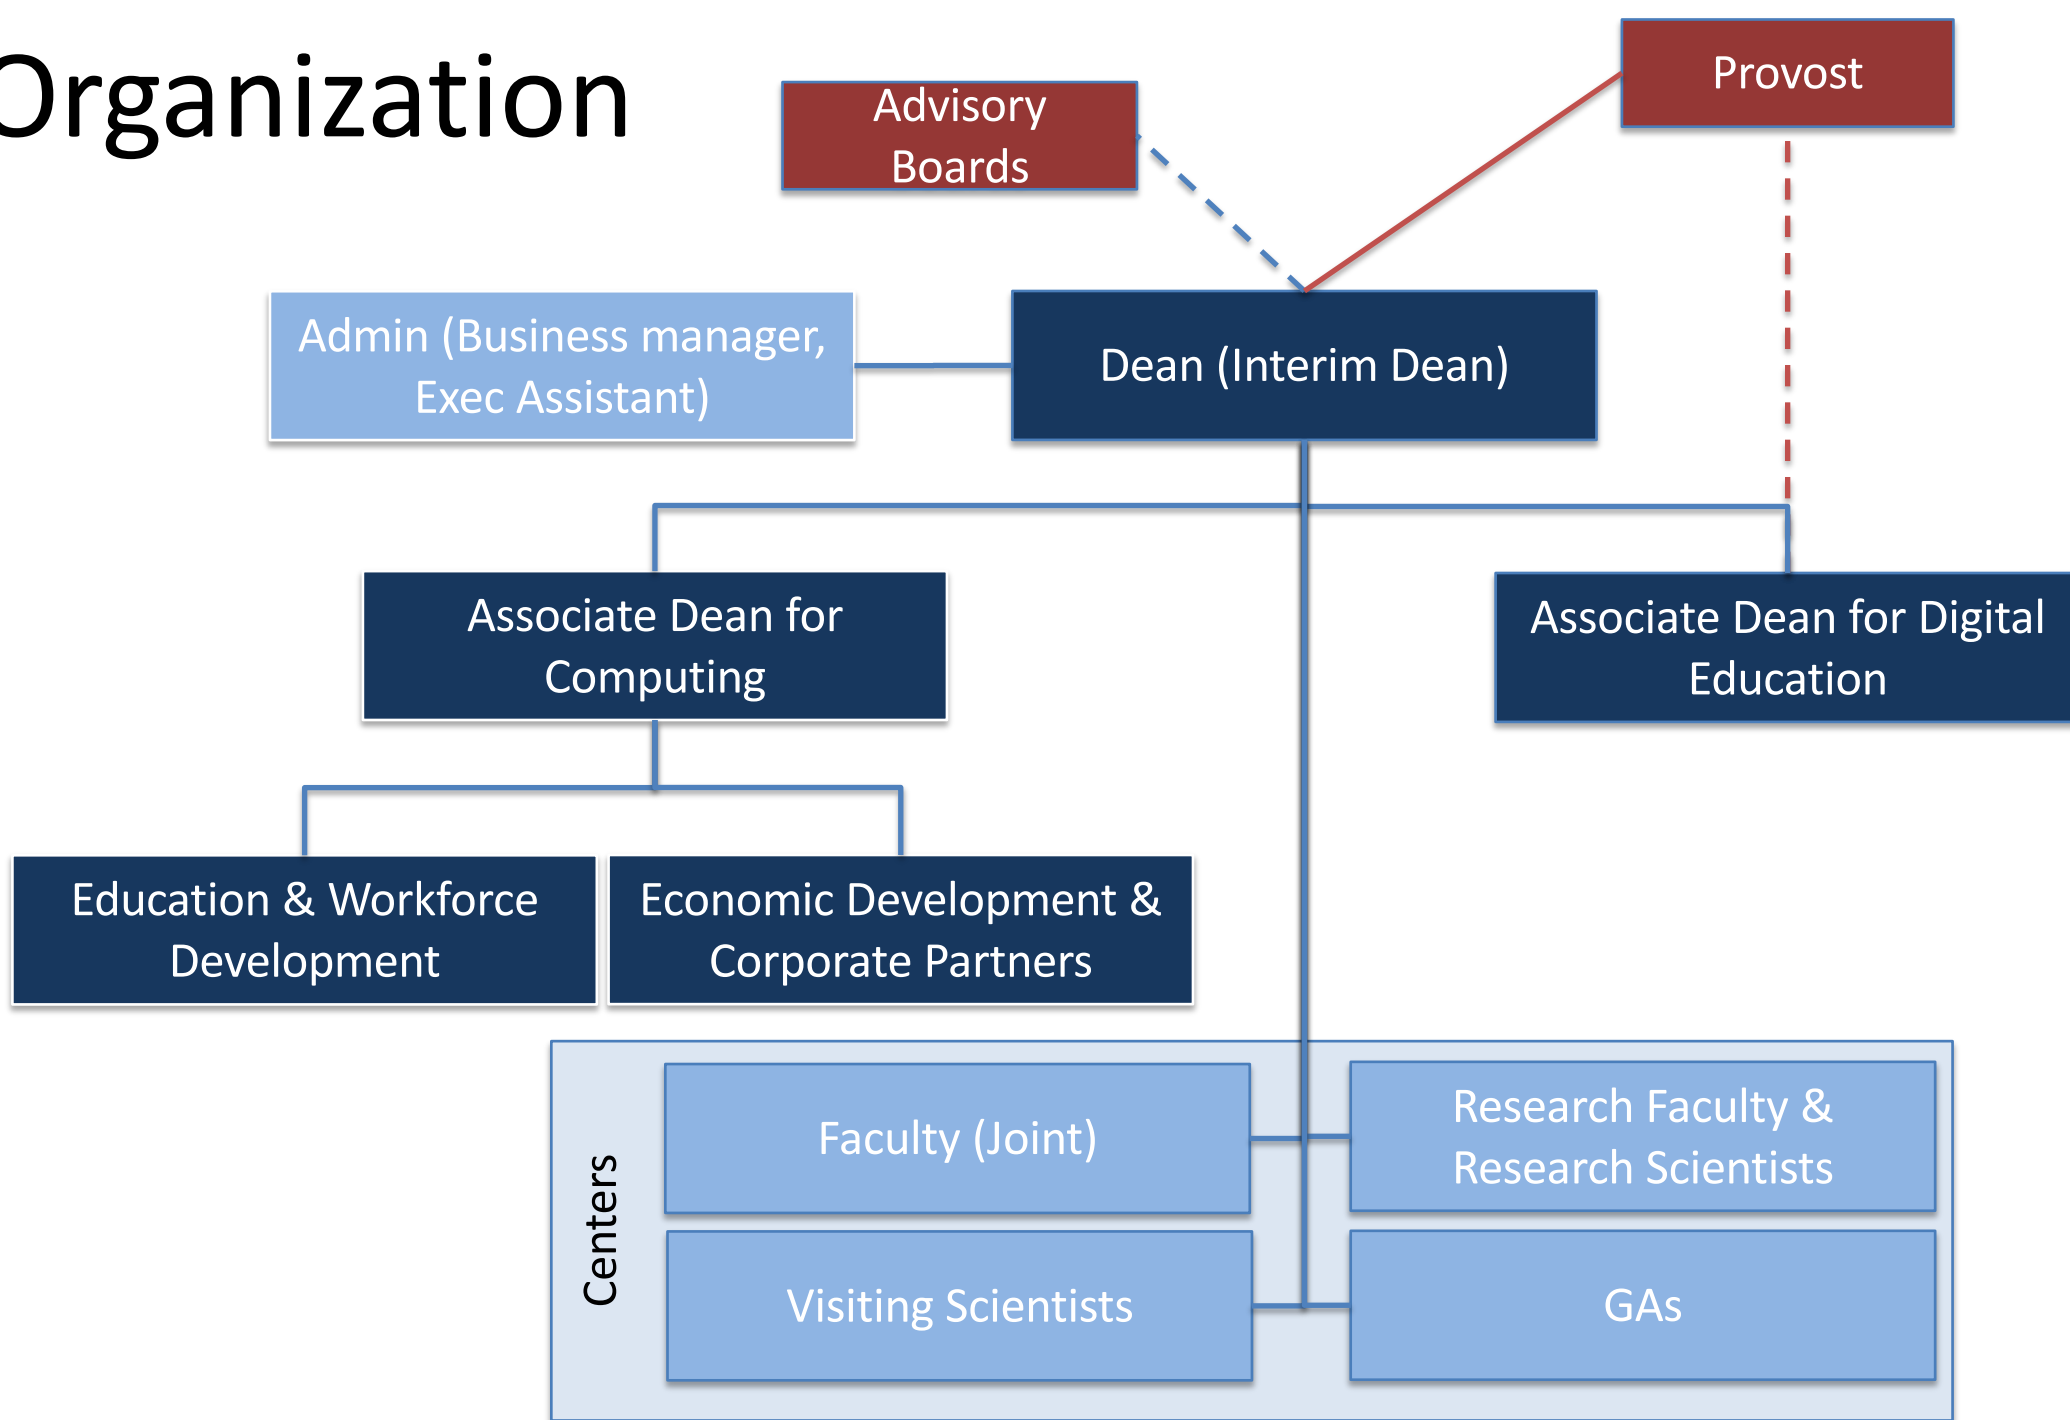 Organization
Provost
Advisory
Boards
Admin (Business manager,
Exec Assistant)
Dean (Interim Dean)
Associate Dean for
Computing
Associate Dean for Digital
Education
Education & Workforce
Development
Economic Development &
Corporate Partners
Centers
Faculty (Joint)
Research Faculty &
Research Scientists
Visiting Scientists
GAs